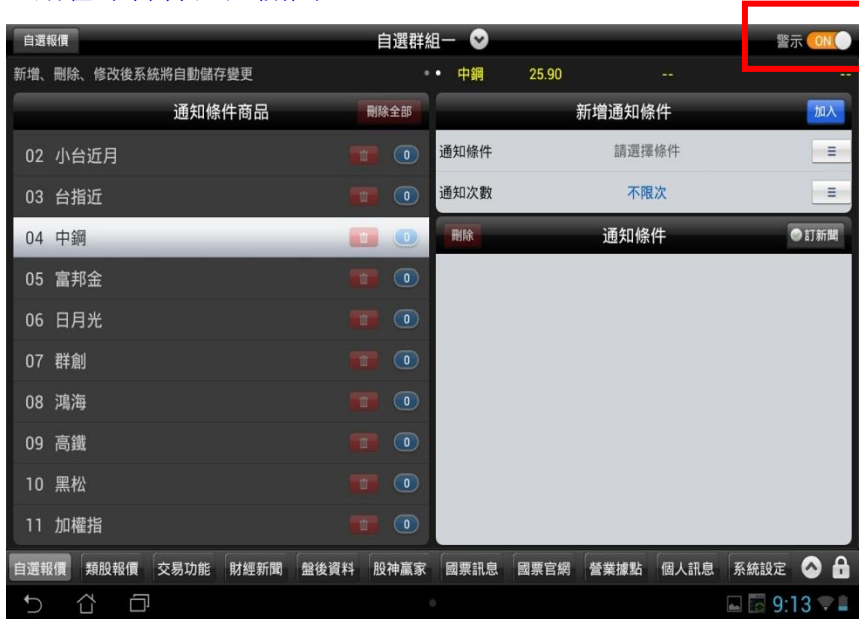 自選報價 自選群組一 警示 ON
新增、刪除、修改後系統將自動儲存變更 中鋼 25.90 -- --
通知條件商品 刪除全部 新增通知條件 加入
02 小台近月 0 通知條件 請選擇條件
03 台指近 0 通知次數 不限次
04 中鋼 0 刪除 通知條件 訂新聞
05 富邦金 0
06 日月光 0
07 群創 0
08 鴻海 0
09 高鐵 0
10 黑松 0
11 加權指 0
自選報價 類股報價 交易功能 財經新聞 盤後資料 股神贏家 國票訊息 國票官網 營業據點 個人訊息 系統設定
9:13